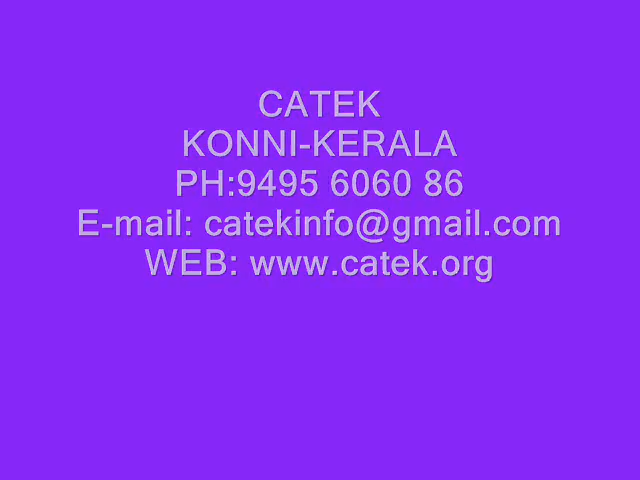 CATEK
KONNI-KERALA
PH:9495 6060 86
E-mail: catekinfo@gmail.com
WEB: www.catek.org